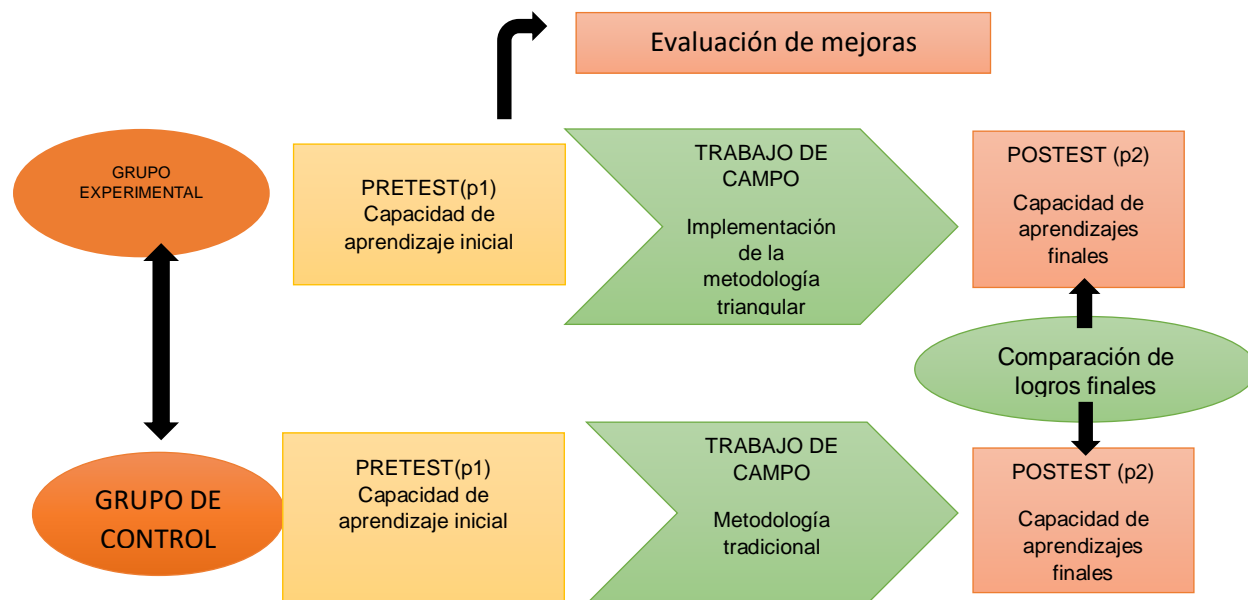 Evaluación de mejoras
GRUPO
EXPERIMENTAL
PRETEST(p1)
Capacidad de
aprendizaje inicial
TRABAJO DE
CAMPO
Implementación
de la
metodología
triangular
POSTEST (p2)
Capacidad de
aprendizajes
finales
Comparación de
logros finales
GRUPO DE
CONTROL
PRETEST(p1)
Capacidad de
aprendizaje inicial
TRABAJO DE
CAMPO
Metodología
tradicional
POSTEST (p2)
Capacidad de
aprendizajes
finales